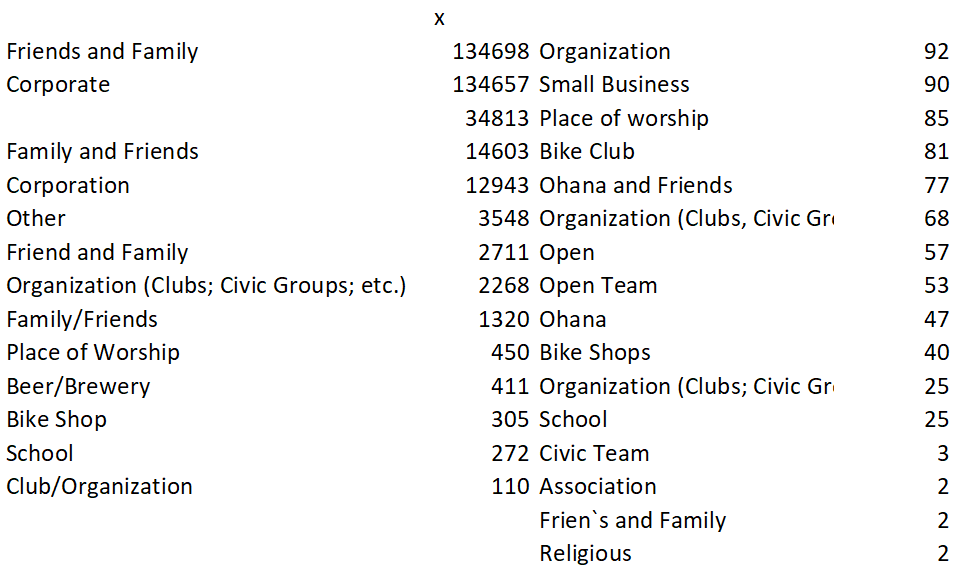 x
Friends and Family 134698 Organization 92
Corporate 134657 Small Business 90
34813 Place of worship 85
Family and Friends 14603 Bike Club 81
Corporation 12943 Ohana and Friends 77
Other 3548 Organization (Clubs, Civic Gr 68
Friend and Family 2711 Open 57
Organization (Clubs; Civic Groups; etc.) 2268 Open Team 53
Family/Friends 1320 Ohana 47
Place of Worship 450 Bike Shops 40
Beer/Brewery 411 Organization (Clubs; Civic Gr 25
Bike Shop 305 School 25
School 272 Civic Team 3
Club/Organization 110 Association 2
Frien`s and Family 2
Religious 2